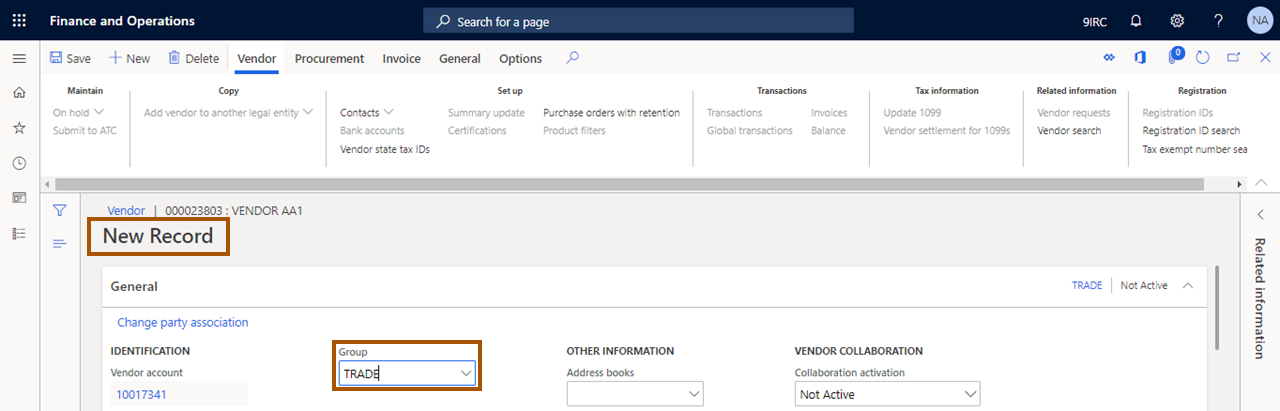 Finance and Operations
Search for a page
9IRC
?
NA
Save
New
Delete
Vendor
Procurement
Invoice
General
Options
0
Maintain
On hold
Submit to ATC
Copy
Add vendor to another legal entity
Set up
Contacts
Bank accounts
Vendor state tax IDs
Summary update
Certifications
Purchase orders with retention
Product filters
Transactions
Transactions
Global transactions
Invoices
Balance
Tax information
Update 1099
Vendor settlement for 1099s
Related information
Vendor requests
Vendor search
Registration
Registration IDs
Registration ID search
Tax exempt number sea
Vendor | 000023803 : VENDOR AA1
New Record
General
TRADE
Not Active
Change party association
IDENTIFICATION
Vendor account
10017341
Group
TRADE
OTHER INFORMATION
Address books
VENDOR COLLABORATION
Collaboration activation
Not Active
Related information